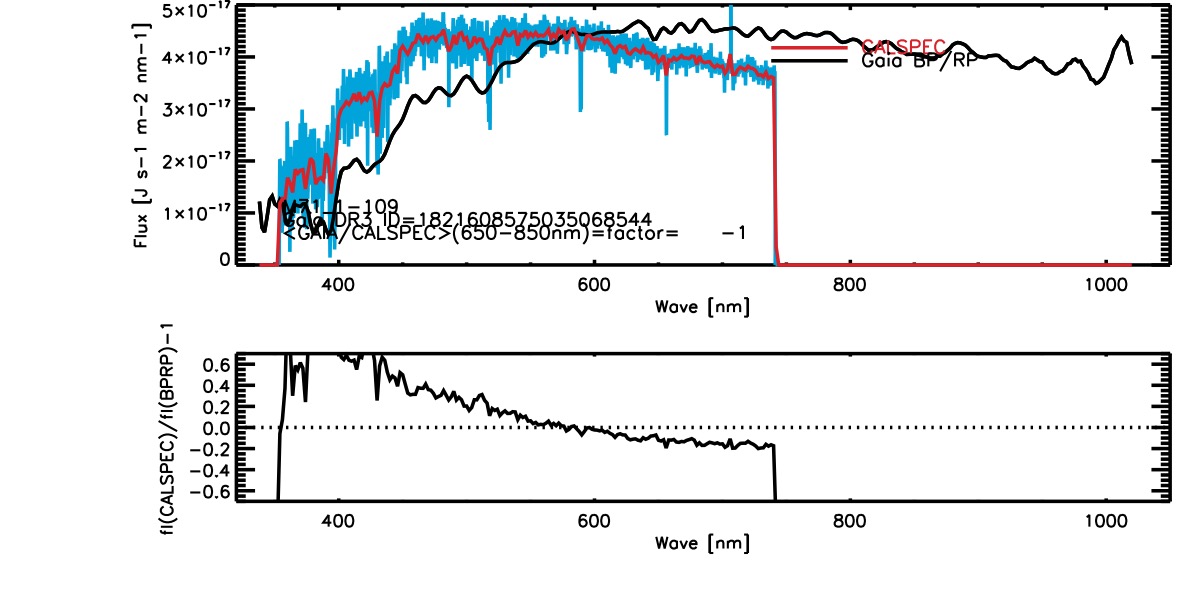 5×10−17
4×10−17
3×10−17
2×10−17
1×10−17
0
Flux [J s−1 m−2 nm−1]
CALSPEC
Gaia BP/RP
Gaia DR3 ID=1821608575035068544
<GAIA/CALSPEC>(650−850nm)=factor= −1
400 600 800 1000
Wave [nm]
fl(CALSPEC)/fl(BPRP)−1
0.6
0.4
0.2
0.0
−0.2
−0.4
−0.6
400 600 800 1000
Wave [nm]